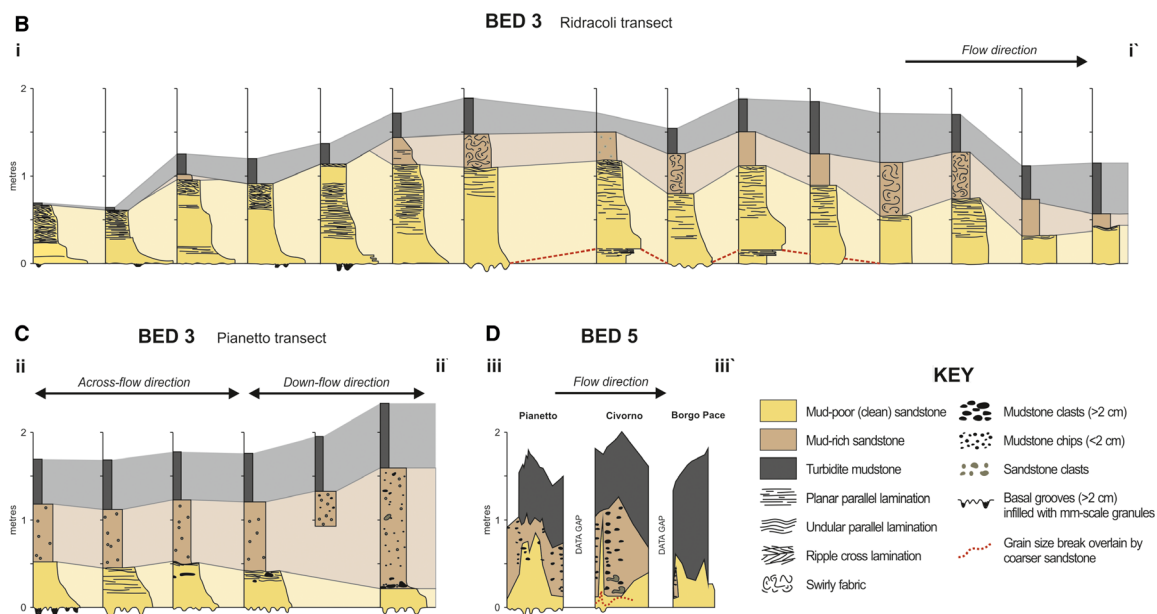 B
BED 3 Ridracoli transect
i
i`
Flow direction
2
1
0
metres
C
BED 3 Pianetto transect
ii
ii`
Across-flow direction
Down-flow direction
2
1
0
metres
D
BED 5
iii
iii`
Flow direction
Pianetto
Civorno
Borgo Pace
2
1
0
metres
DATA GAP
DATA GAP
KEY
Mud-poor (clean) sandstone
Mud-rich sandstone
Turbidite mudstone
Planar parallel lamination
Undular parallel lamination
Ripple cross lamination
Swirly fabric
Mudstone clasts (>2 cm)
Mudstone chips (<2 cm)
Sandstone clasts
Basal grooves (>2 cm)
infilled with mm-scale granules
Grain size break overlain by
coarser sandstone